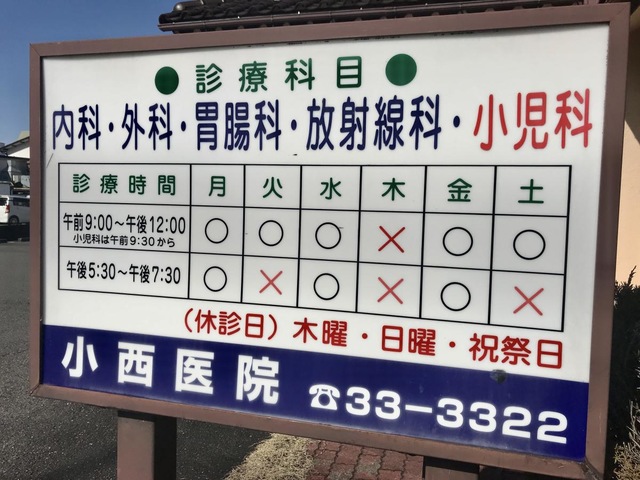 ●診療科目●
内科・外科・胃腸科・放射線科・小児科
診療時間 月 火 水 木 金 土
午前9:00〜午後12:00 ○ ○ ○ × ○ ○
小児科は午前9:30から
午後5:30〜午後7:30 ○ × ○ × ○ ×
(休診日)木曜・日曜・祝祭日
小西医院 ☎33-3322